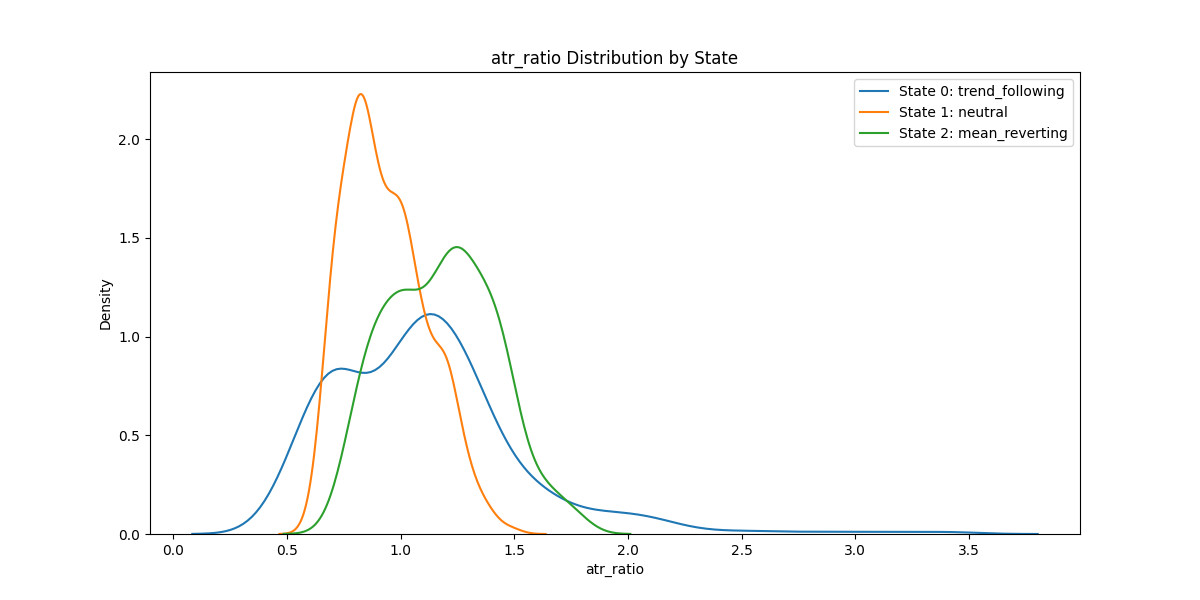 atr_ratio Distribution by State
State 0: trend_following
State 1: neutral
State 2: mean_reverting
Density
2.0
1.5
1.0
0.5
0.0
0.0 0.5 1.0 1.5 2.0 2.5 3.0 3.5
atr_ratio